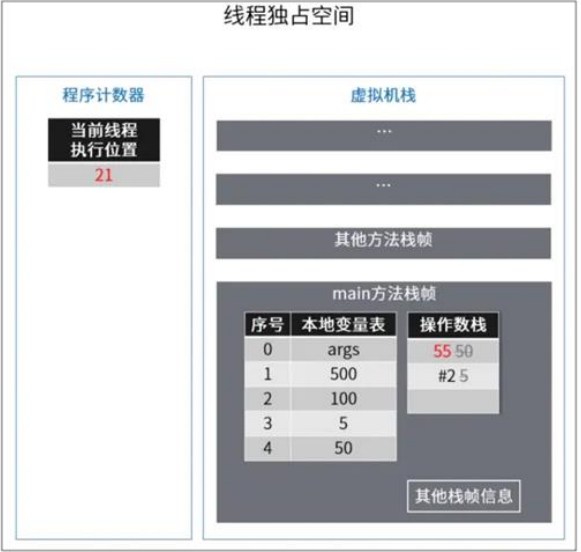 线程独占空间
程序计数器
当前线程
执行位置
21
虚拟机栈
...
...
其他方法栈帧
main方法栈帧
序号 本地变量表
0 args
1 500
2 100
3 5
4 50
操作数栈
55 50
#2 5
其他栈帧信息